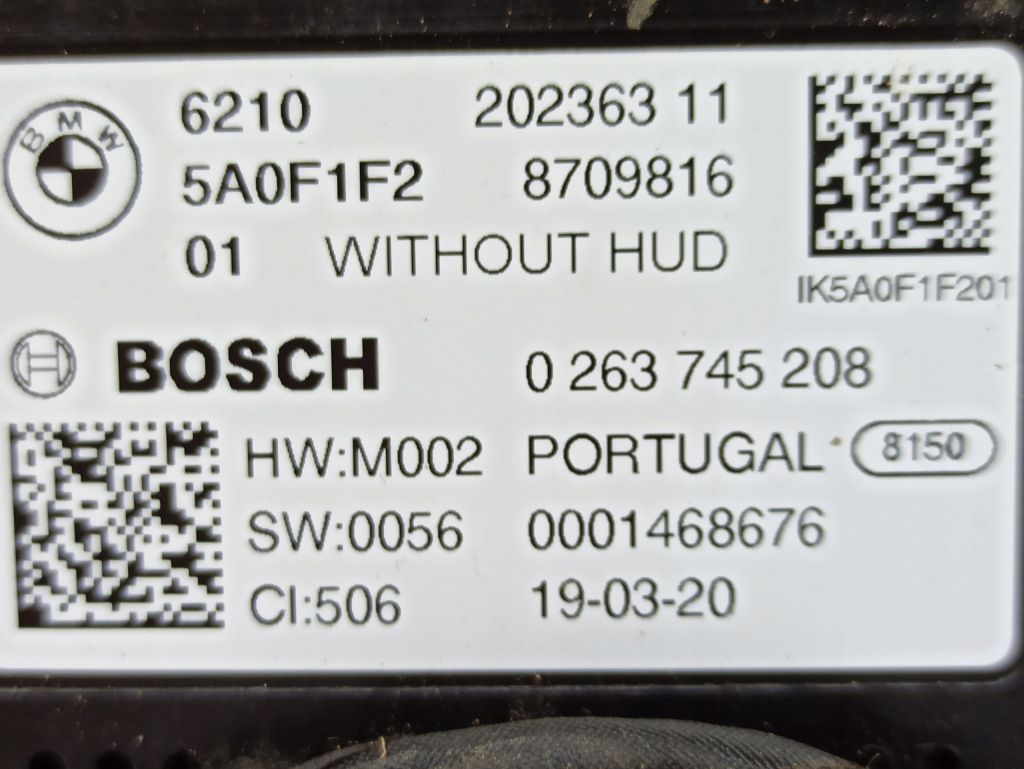 BMW
6210 202363 11
5A0F1F2 8709816
01 WITHOUT HUD
IK5A0F1F201
BOSCH 0 263 745 208
HW:M002 PORTUGAL 8150
SW:0056 0001468676
CI:506 19-03-20